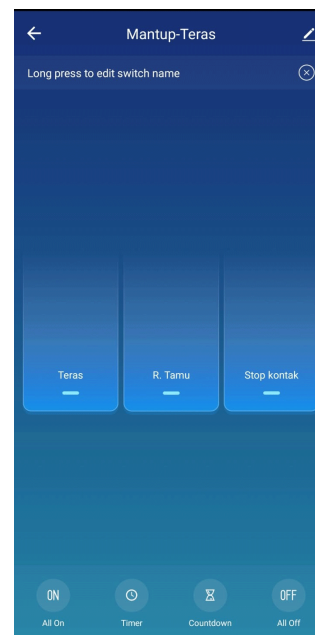 Mantup-Teras
Long press to edit switch name
Teras
R. Tamu
Stop kontak
ON
OFF
All On
Timer
Countdown
All Off